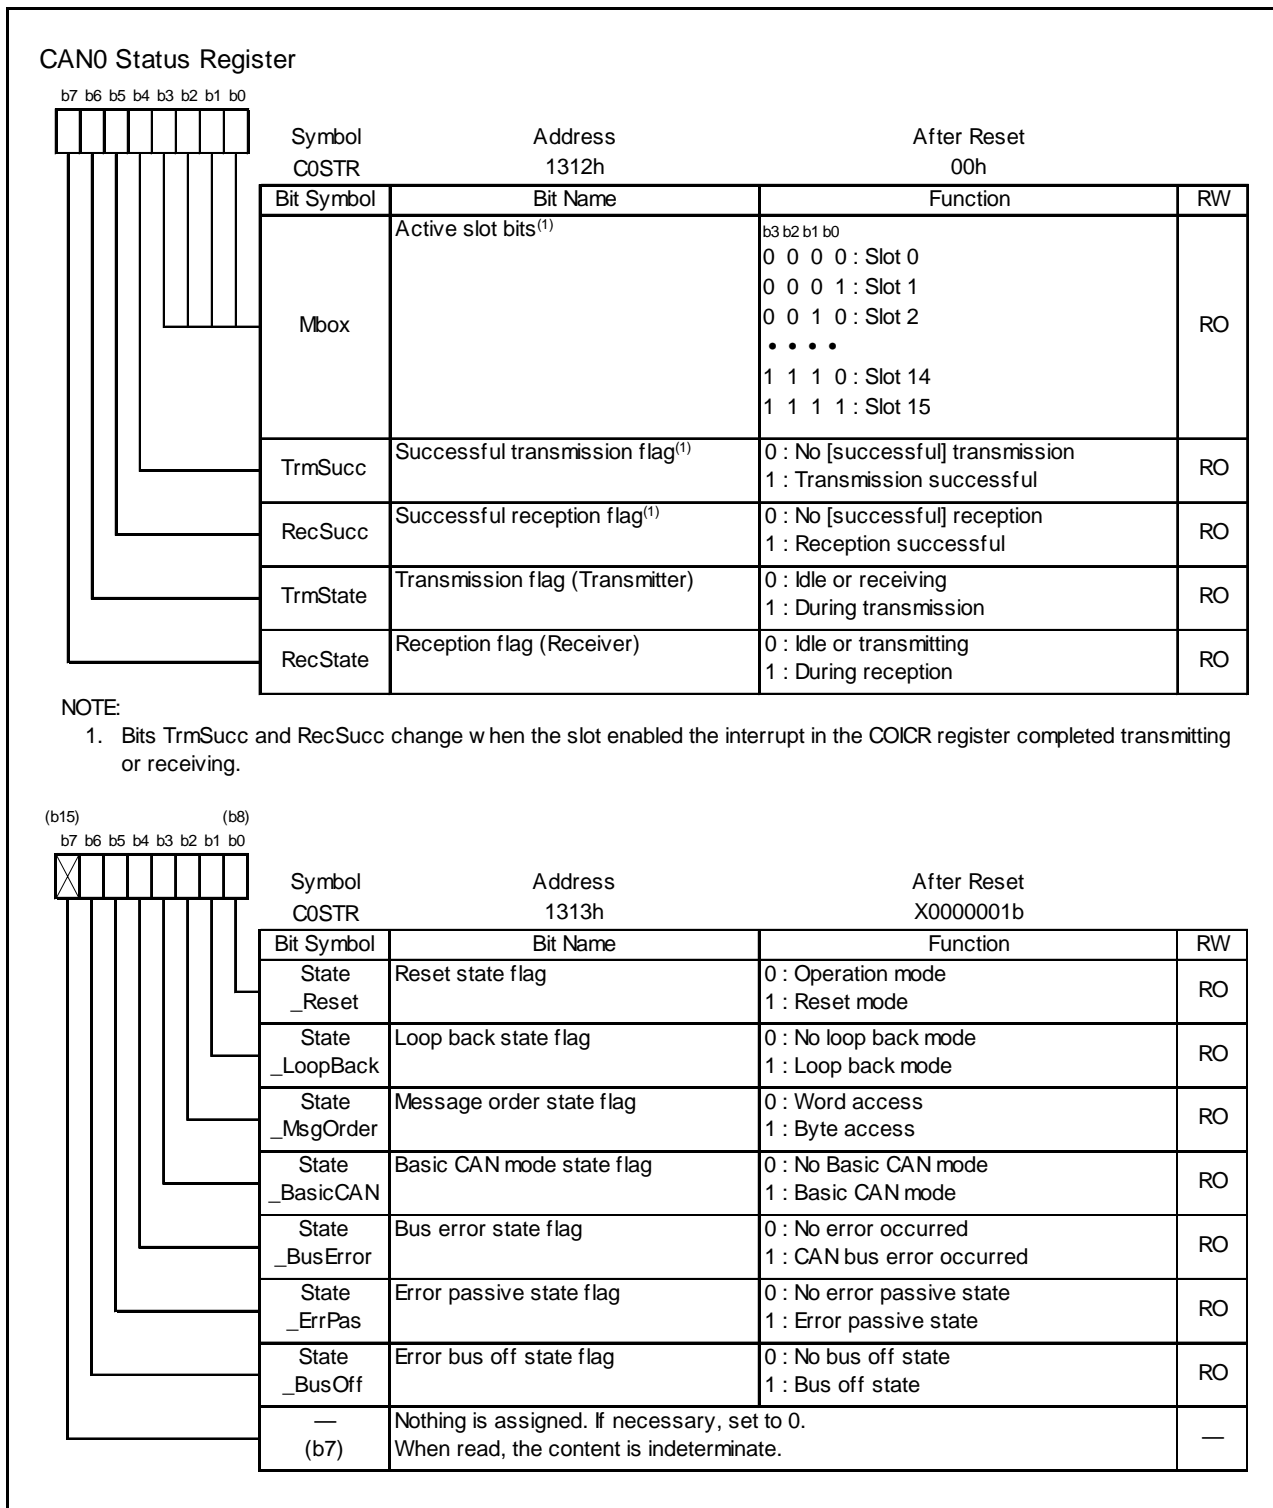 CAN0 Status Register
b7 b6 b5 b4 b3 b2 b1 b0
Symbol Address After Reset
C0STR 1312h 00h
Bit Symbol Bit Name Function RW
Mbox Active slot bits(1) b3 b2 b1 b0
0 0 0 0 : Slot 0
0 0 0 1 : Slot 1
0 0 1 0 : Slot 2
• • • •
1 1 1 0 : Slot 14
1 1 1 1 : Slot 15
RO
TrmSucc Successful transmission flag(1) 0 : No [successful] transmission
1 : Transmission successful
RO
RecSucc Successful reception flag(1) 0 : No [successful] reception
1 : Reception successful
RO
TrmState Transmission flag (Transmitter) 0 : Idle or receiving
1 : During transmission
RO
RecState Reception flag (Receiver) 0 : Idle or transmitting
1 : During reception
RO
NOTE:
1. Bits TrmSucc and RecSucc change when the slot enabled the interrupt in the C0ICR register completed transmitting
or receiving.
(b15) (b8)
b7 b6 b5 b4 b3 b2 b1 b0
Symbol Address After Reset
C0STR 1313h X0000001b
Bit Symbol Bit Name Function RW
State Reset state flag 0 : Operation mode
_Reset 1 : Reset mode
RO
State Loop back state flag 0 : No loop back mode
_LoopBack 1 : Loop back mode
RO
State Message order state flag 0 : Word access
_MsgOrder 1 : Byte access
RO
State Basic CAN mode state flag 0 : No Basic CAN mode
_BasicCAN 1 : Basic CAN mode
RO
State Bus error state flag 0 : No error occurred
_BusError 1 : CAN bus error occurred
RO
State Error passive state flag 0 : No error passive state
_ErrPas 1 : Error passive state
RO
State Error bus off state flag 0 : No bus off state
_BusOff 1 : Bus off state
RO
— Nothing is assigned. If necessary, set to 0.
(b7) When read, the content is indeterminate.
—